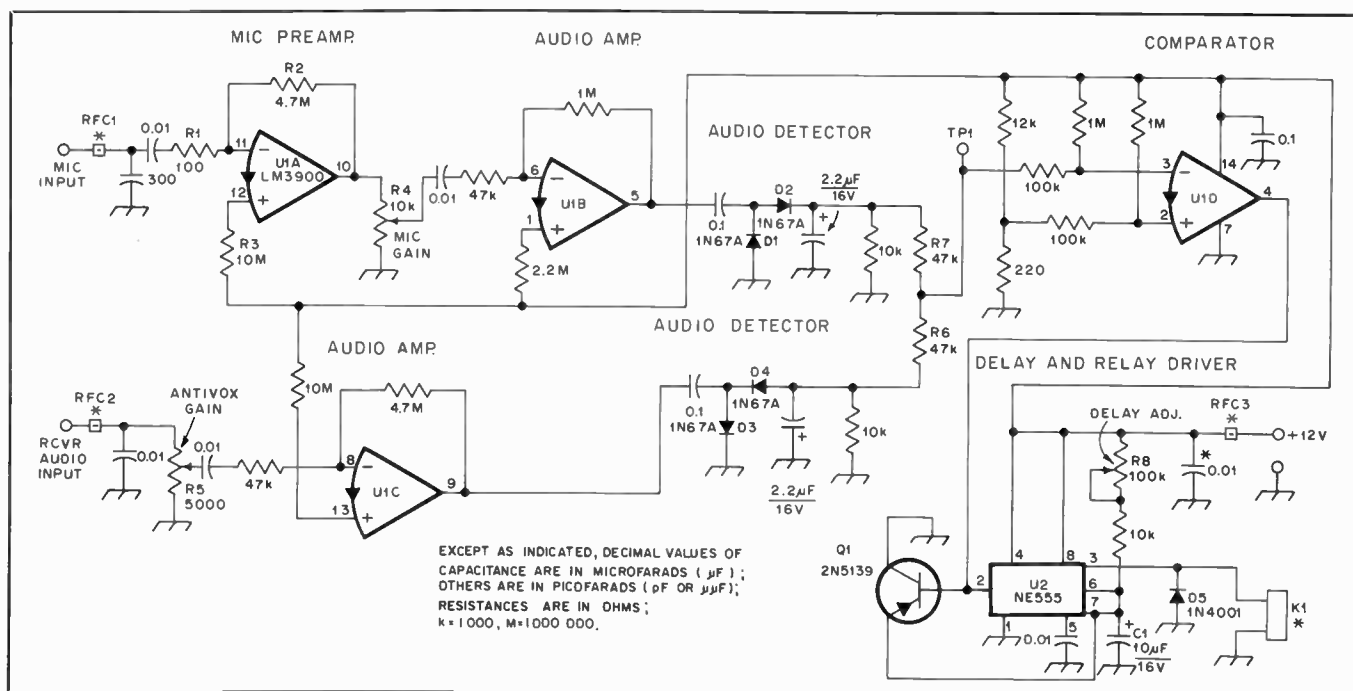 MIC PREAMP.
AUDIO AMP.
COMPARATOR
R2
4.7M
1M
RFC1
*
0.01
R1
100
MIC
INPUT
300
11
12
U1A
LM3900
10
R3
10M
R4
10k
MIC
GAIN
0.01
47k
6
1
U1B
5
2.2M
AUDIO DETECTOR
0.1
D2
1N67A
1N67A
D1
2.2µF
16V
+
10k
R7
47k
TP1
12k
1M
1M
100k
100k
220
3
2
14
U1D
7
4
0.1
R6
47k
AUDIO DETECTOR
AUDIO AMP.
10M
4.7M
RFC2
*
ANTIVOX
GAIN
RCVR
AUDIO
INPUT
0.01
R5
5000
0.01
47k
8
13
U1C
9
0.1
D4
1N67A
1N67A
D3
+
2.2µF
16V
10k
DELAY AND RELAY DRIVER
DELAY ADJ.
RFC3
*
+12V
R8
100k
*
0.01
10k
Q1
2N5139
4
8
3
2
U2
NE555
6
7
1
5
0.01
+
C1
10µF
16V
D5
1N4001
K1
*
EXCEPT AS INDICATED, DECIMAL VALUES OF
CAPACITANCE ARE IN MICROFARADS (µF);
OTHERS ARE IN PICOFARADS (pF OR µµF);
RESISTANCES ARE IN OHMS;
k=1000, M=1000 000.